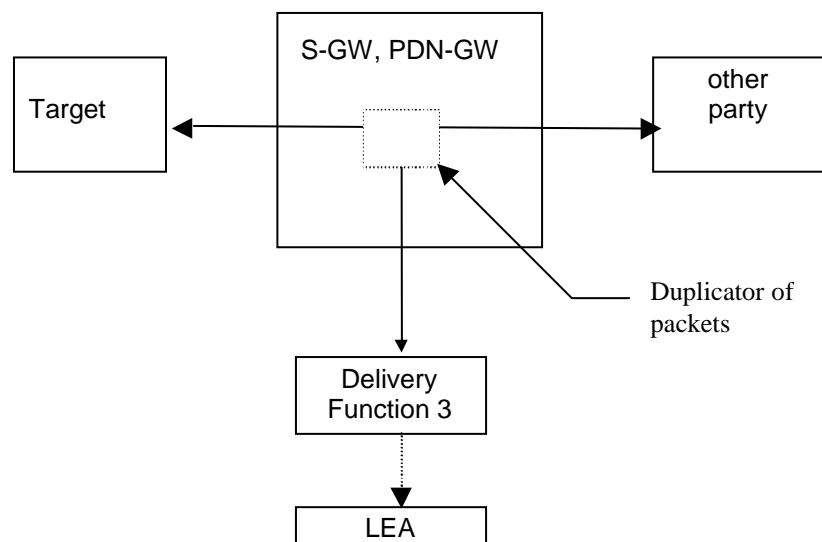 S-GW, PDN-GW
Target
other
party
Duplicator of
packets
Delivery
Function 3
LEA